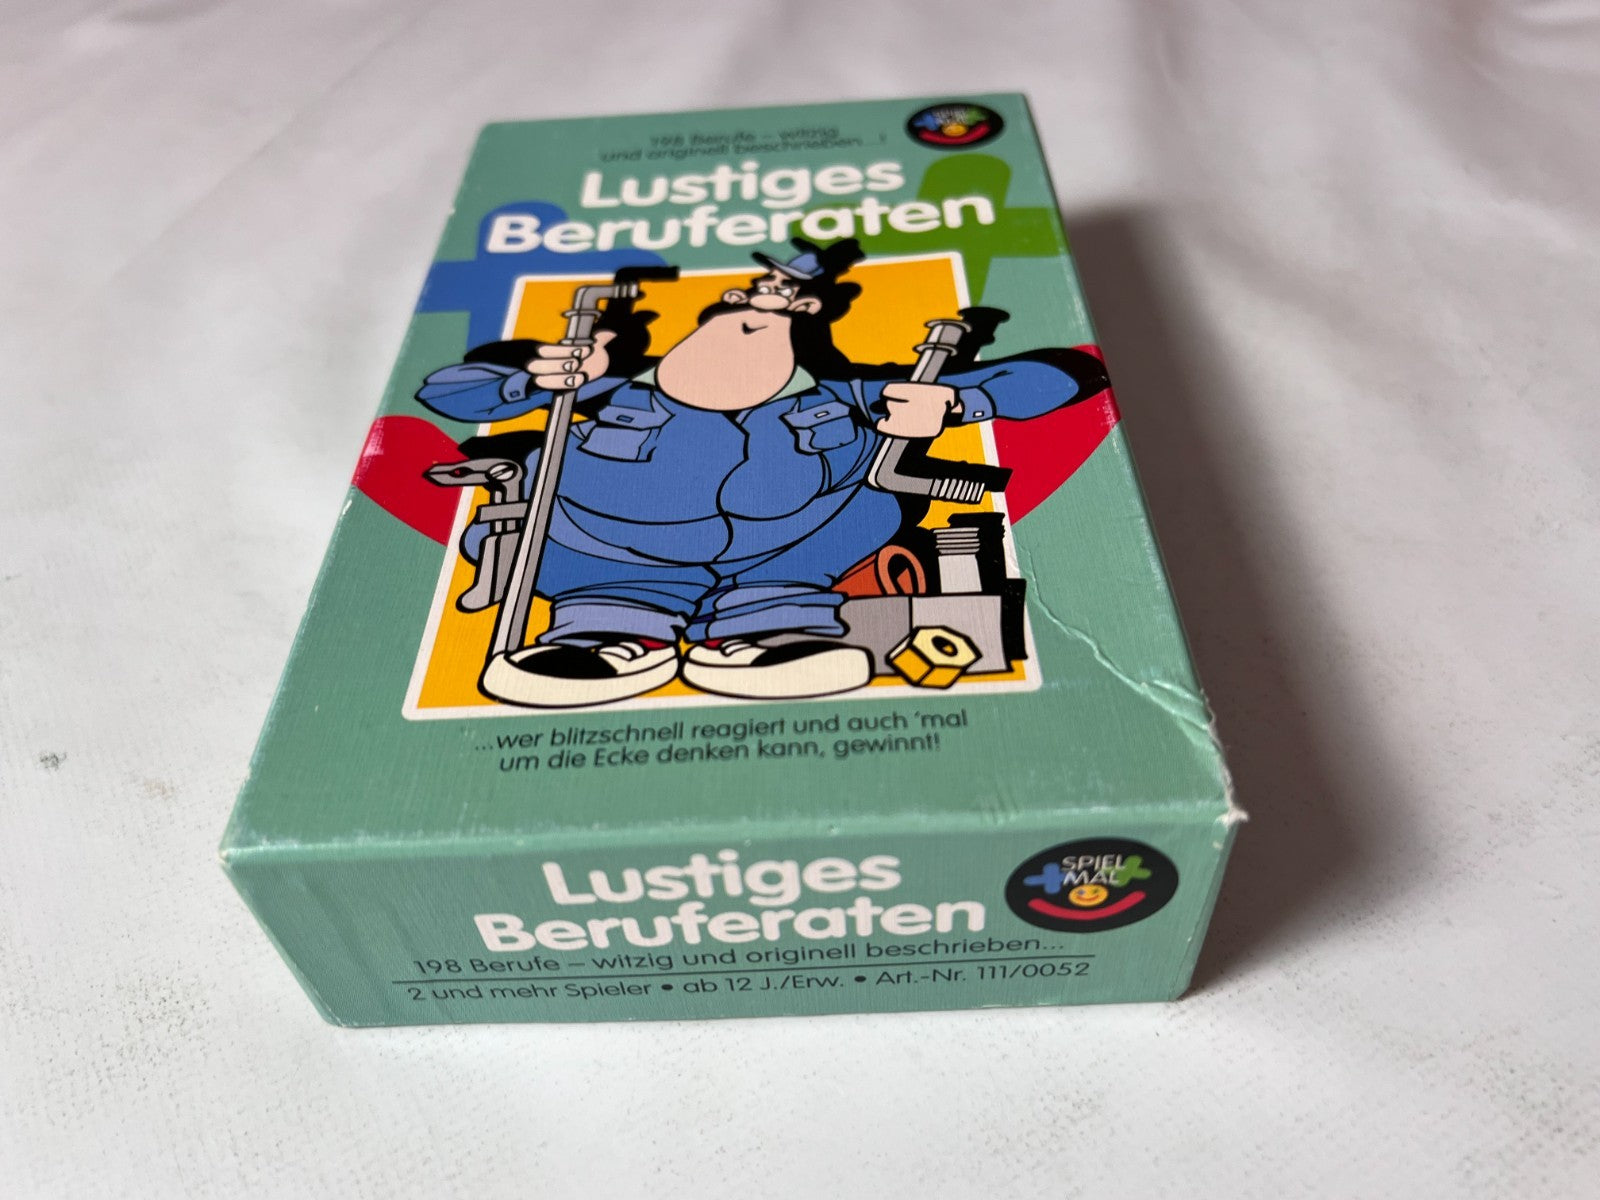 198 Berufe – witzig
und originell beschrieben...!
Lustiges
Beruferaten
...wer blitzschnell reagiert und auch 'mal
um die Ecke denken kann, gewinnt!
Lustiges
Beruferaten
SPIEL
MAL
198 Berufe – witzig und originell beschrieben...
2 und mehr Spieler • ab 12 J./Erw. • Art.-Nr. 111/0052